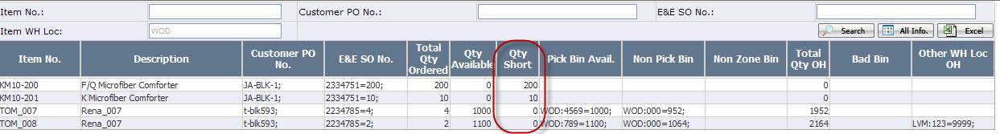 Item No.: Customer PO No.: E&E SO No.:
Item WH Loc: WOD Search All Info. Excel
Item No. Description Customer PO No. E&E SO No. Total Qty Ordered Qty Available Qty Short Pick Bin Avail. Non Pick Bin Non Zone Bin Total Qty OH Bad Bin Other WH Loc OH
KM10-200 F/Q Microfiber Comforter JA-BLK-1; 2334751=200; 200 0 200 0
KM10-201 K Microfiber Comforter JA-BLK-1; 2334751=10; 10 0 10 0
TOM_007 Rena_007 t-blk593; 2234785=4; 4 1000 0 WOD:4569=1000; WOD:000=952; 1952
TOM_008 Rena_007 t-blk593; 2234785=2; 2 1100 0 WOD:789=1100; WOD:000=1064; 2164 LVM:123=9999;